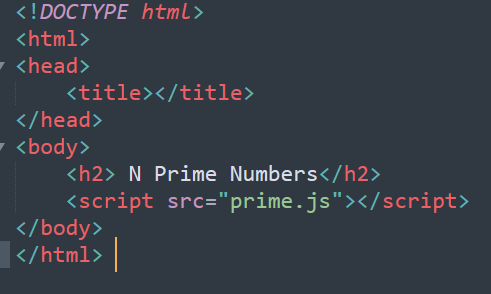 <!DOCTYPE html>
<html>
<head>
    <title></title>
</head>
<body>
    <h2> N Prime Numbers</h2>
    <script src="prime.js"></script>
</body>
</html>